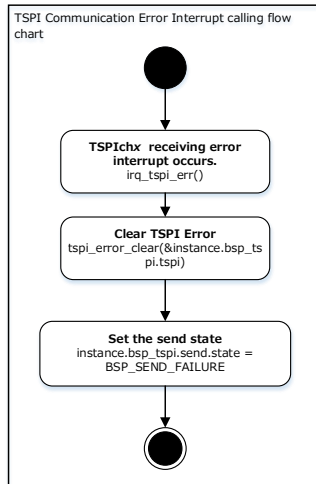 TSPI Communication Error Interrupt calling flow
chart
TSPIchx receiving error
interrupt occurs.
irq_tspi_err()
Clear TSPI Error
tspi_error_clear(&instance.bsp_ts
pi.tspi)
Set the send state
instance.bsp_tspi.send.state =
BSP_SEND_FAILURE